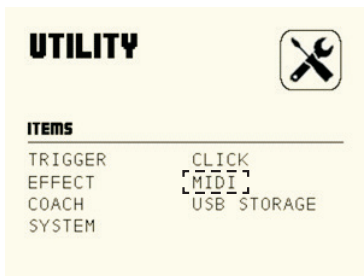 UTILITY
ITEMS
TRIGGER CLICK
EFFECT MIDI
COACH USB STORAGE
SYSTEM